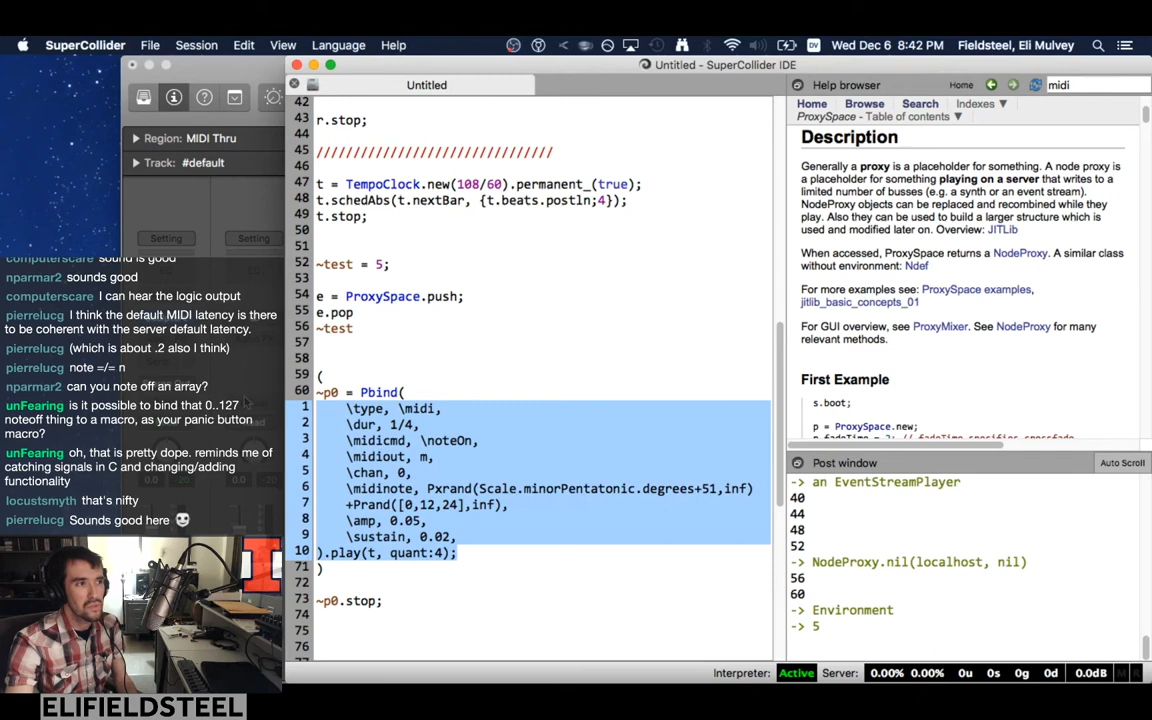 SuperCollider File Session Edit View Language Help
DV Wed Dec 6 8:42 PM Fieldsteel, Eli Mulvey
Untitled - SuperCollider IDE
Untitled
Help browser Home midi
Home Browse Search Indexes ▼
ProxySpace - Table of contents ▼
Region: MIDI Thru
Track: #default
Setting Setting
computerscare sound is good
nparmar2 sounds good
computerscare I can hear the logic output
pierrelucg I think the default MIDI latency is there
to be coherent with the server default latency.
pierrelucg (which is about .2 also I think)
pierrelucg note =/= n
nparmar2 can you note off an array?
unFearing is it possible to bind that 0..127
noteoff thing to a macro, as your panic button
macro?
unFearing oh, that is pretty dope. reminds me of
catching signals in C and changing/adding
functionality
locustsmyth that's nifty
pierrelucg Sounds good here
42
43 r.stop;
44
45 //////////////////////////////
46
47 t = TempoClock.new(108/60).permanent_(true);
48 t.schedAbs(t.nextBar, {t.beats.postln;4});
49 t.stop;
50
51
52 ~test = 5;
53
54 e = ProxySpace.push;
55 e.pop
56 ~test
57
58
59 (
60 ~p0 = Pbind(
1 \type, \midi,
2 \dur, 1/4,
3 \midicmd, \noteOn,
4 \midiout, m,
5 \chan, 0,
6 \midinote, Pxrand(Scale.minorPentatonic.degrees+51,inf)
7 +Prand([0,12,24],inf),
8 \amp, 0.05,
9 \sustain, 0.02,
10 ).play(t, quant:4);
71 )
72
73 ~p0.stop;
74
75
76
Description
Generally a proxy is a placeholder for something. A node proxy is
a placeholder for something playing on a server that writes to a
limited number of busses (e.g. a synth or an event stream).
NodeProxy objects can be replaced and recombined while they
play. Also they can be used to build a larger structure which is
used and modified later on. Overview: JITLib
When accessed, ProxySpace returns a NodeProxy. A similar class
without environment: Ndef
For more examples see: ProxySpace examples,
jitlib_basic_concepts_01
For GUI overview, see ProxyMixer. See NodeProxy for many
relevant methods.
First Example
s.boot;
p = ProxySpace.new;
Post window Auto Scroll
-> an EventStreamPlayer
40
44
48
52
NodeProxy.nil(localhost, nil)
56
60
-> Environment
-> 5
Interpreter: Active Server: 0.00% 0.00% 0u 0s 0g 0d 0.0dB M R
ELIFIELDSTEEL